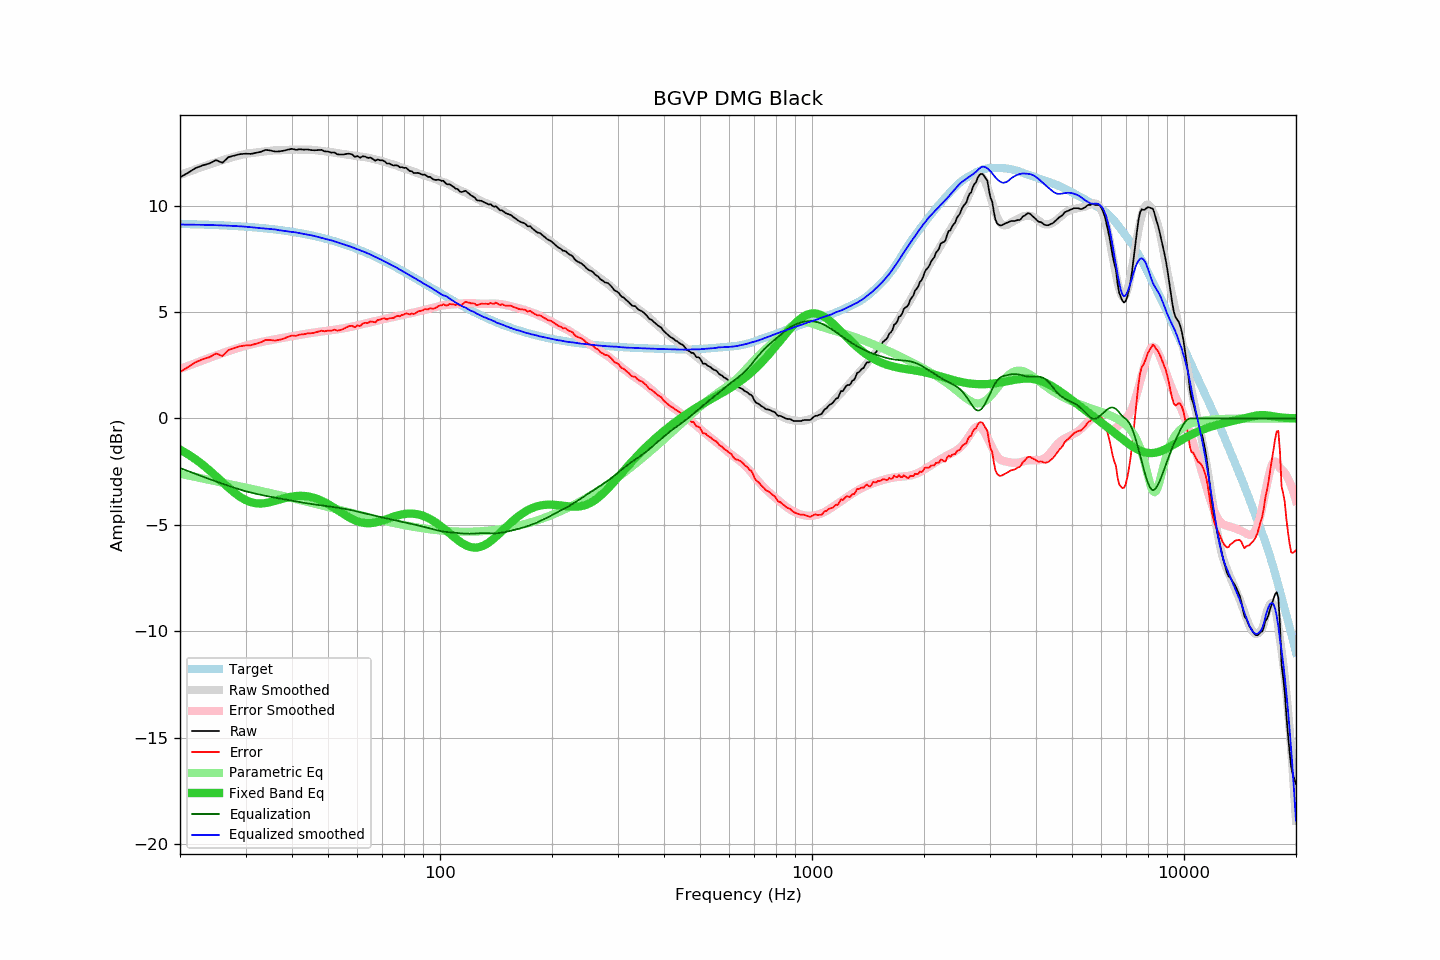 BGVP DMG Black
Amplitude (dBr)
10
5
0
−5
−10
−15
−20
Target
Raw Smoothed
Error Smoothed
Raw
Error
Parametric Eq
Fixed Band Eq
Equalization
Equalized smoothed
100
1000
10000
Frequency (Hz)